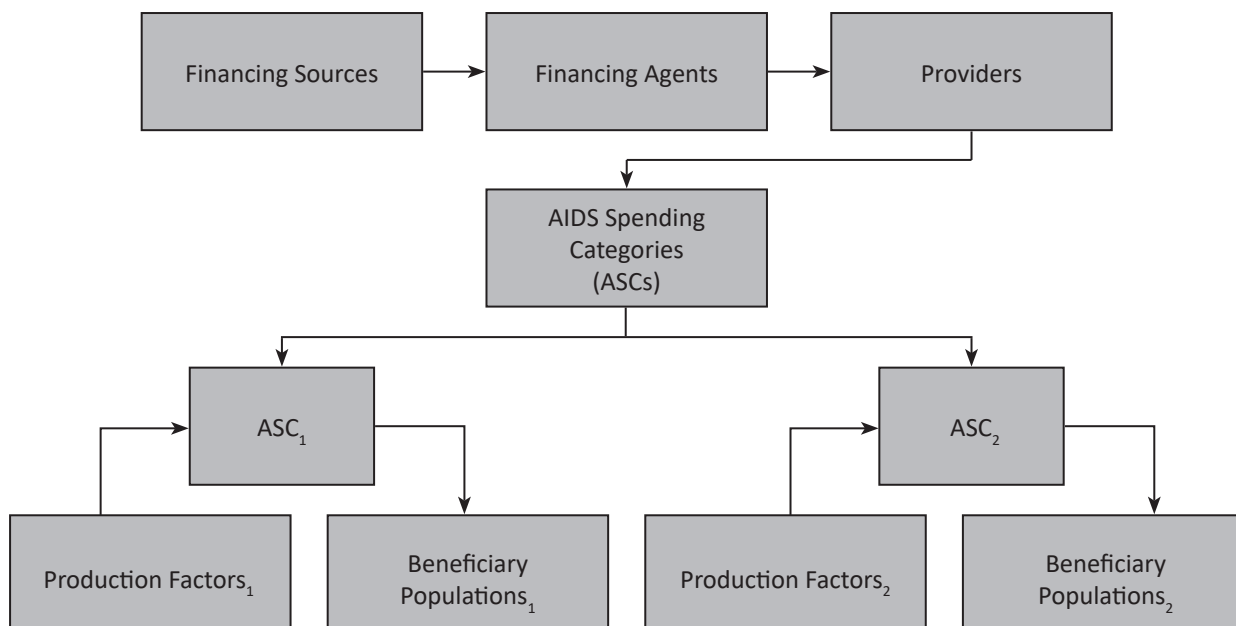 Financing Sources
Financing Agents
Providers
AIDS Spending
Categories
(ASCs)
ASC₁
ASC₂
Production Factors₁
Beneficiary
Populations₁
Production Factors₂
Beneficiary
Populations₂